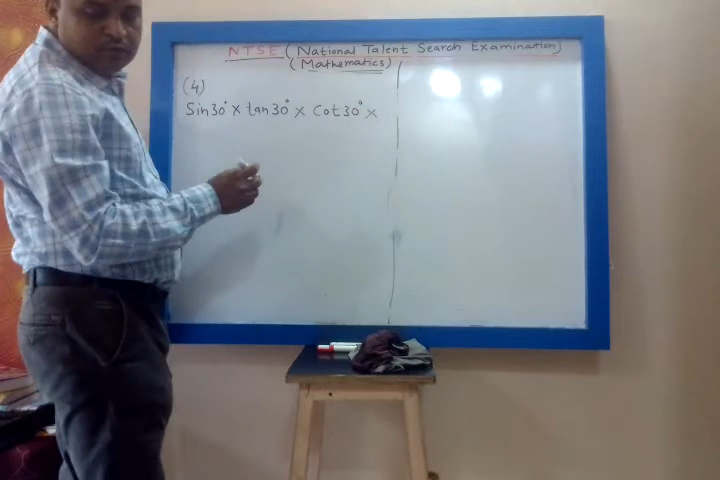 NTSE (National Talent Search Examination)
(Mathematics)
(4)
Sin30° × tan30° × Cot30° ×